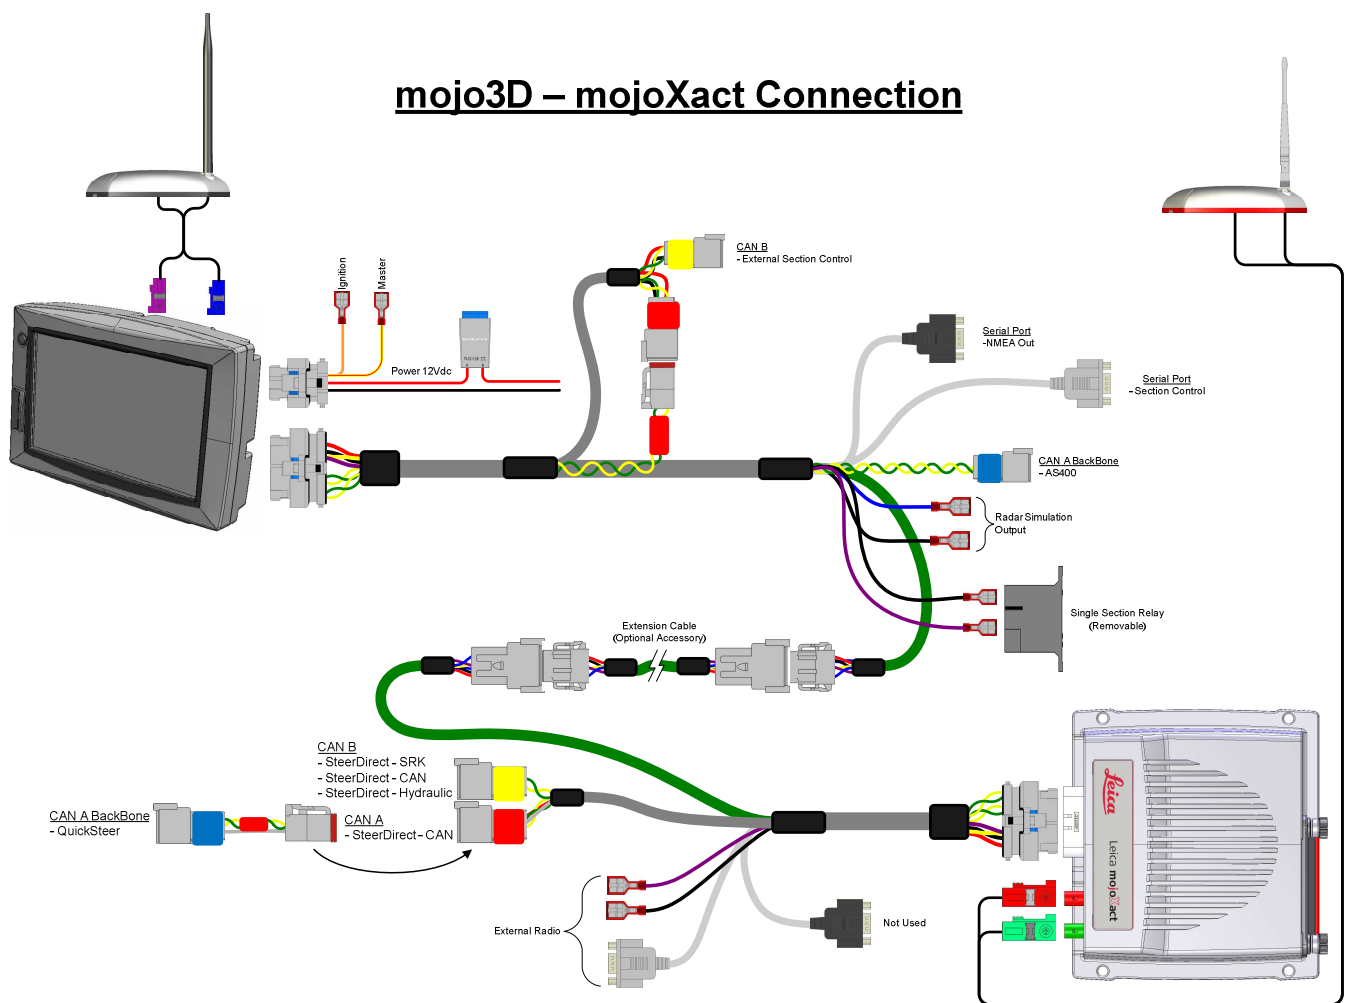 mojo3D – mojoXact Connection
Ignition
Master
Power 12Vdc
CAN B
- External Section Control
Serial Port
-NMEA Out
Serial Port
- Section Control
CAN A BackBone
- AS400
Radar Simulation
Output
Single Section Relay
(Removable)
Extension Cable
(Optional Accessory)
CAN B
- SteerDirect - SRK
- SteerDirect - CAN
- SteerDirect - Hydraulic
CAN A
- SteerDirect - CAN
CAN A BackBone
- QuickSteer
External Radio
Not Used
Leica
Leica mojoXact